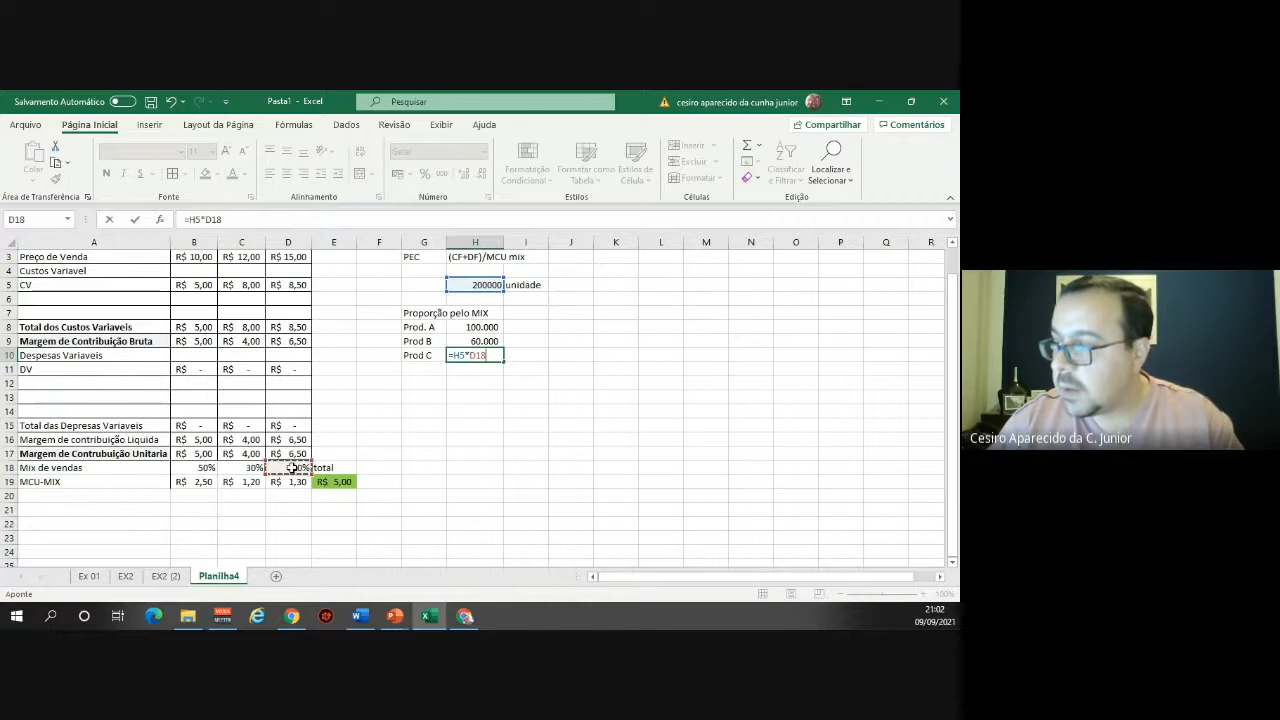 Salvamento Automático Pasta1 - Excel Pesquisar cesiro aparecido da cunha junior
Arquivo Página Inicial Inserir Layout da Página Fórmulas Dados Revisão Exibir Ajuda Compartilhar Comentários
Colar N I S Geral Formatação Condicional Formatar como Tabela Estilos de Célula Inserir Excluir Formatar Classificar e Filtrar Localizar e Selecionar
Área de Transferência Fonte Alinhamento Número Estilos Células Edição
D18 fx =H5*D18
A B C D E F G H I J K L M N O P Q R
3 Preço de Venda R$ 10,00 R$ 12,00 R$ 15,00 PEC (CF+DF)/MCU mix
4 Custos Variavel
5 CV R$ 5,00 R$ 8,00 R$ 8,50 200000 unidade
6
7 Proporção pelo MIX
8 Total dos Custos Variaveis R$ 5,00 R$ 8,00 R$ 8,50 Prod. A 100.000
9 Margem de Contribuição Bruta R$ 5,00 R$ 4,00 R$ 6,50 Prod B 60.000
10 Despesas Variaveis Prod C =H5*D18
11 DV R$ - R$ - R$ -
12
13
14
15 Total das Depresas Variaveis R$ - R$ - R$ -
16 Margem de contribuição Liquida R$ 5,00 R$ 4,00 R$ 6,50
17 Margem de Contrubuição Unitaria R$ 5,00 R$ 4,00 R$ 6,50
18 Mix de vendas 50% 30% total
19 MCU-MIX R$ 2,50 R$ 1,20 R$ 1,30 R$ 5,00
20
21
22
23
24
25
Ex 01 EX2 EX2 (2) Planilha4
Aponte 100%
21:02
09/09/2021
Cesiro Aparecido da C. Junior